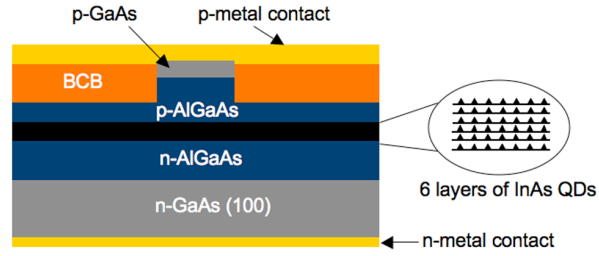 p-GaAs
p-metal contact
BCB
p-AlGaAs
n-AlGaAs
6 layers of InAs QDs
n-GaAs (100)
n-metal contact